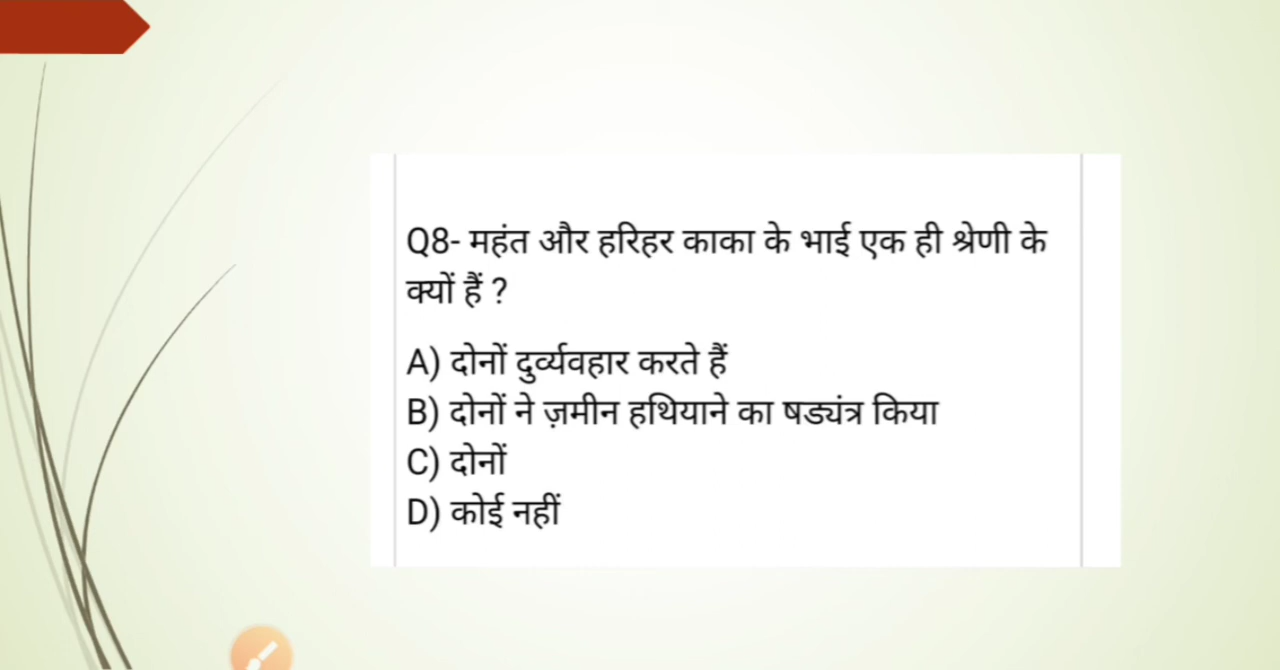 Q8- महंत और हरिहर काका के भाई एक ही श्रेणी के
क्यों हैं ?
A) दोनों दुर्व्यवहार करते हैं
B) दोनों ने ज़मीन हथियाने का षड्यंत्र किया
C) दोनों
D) कोई नहीं